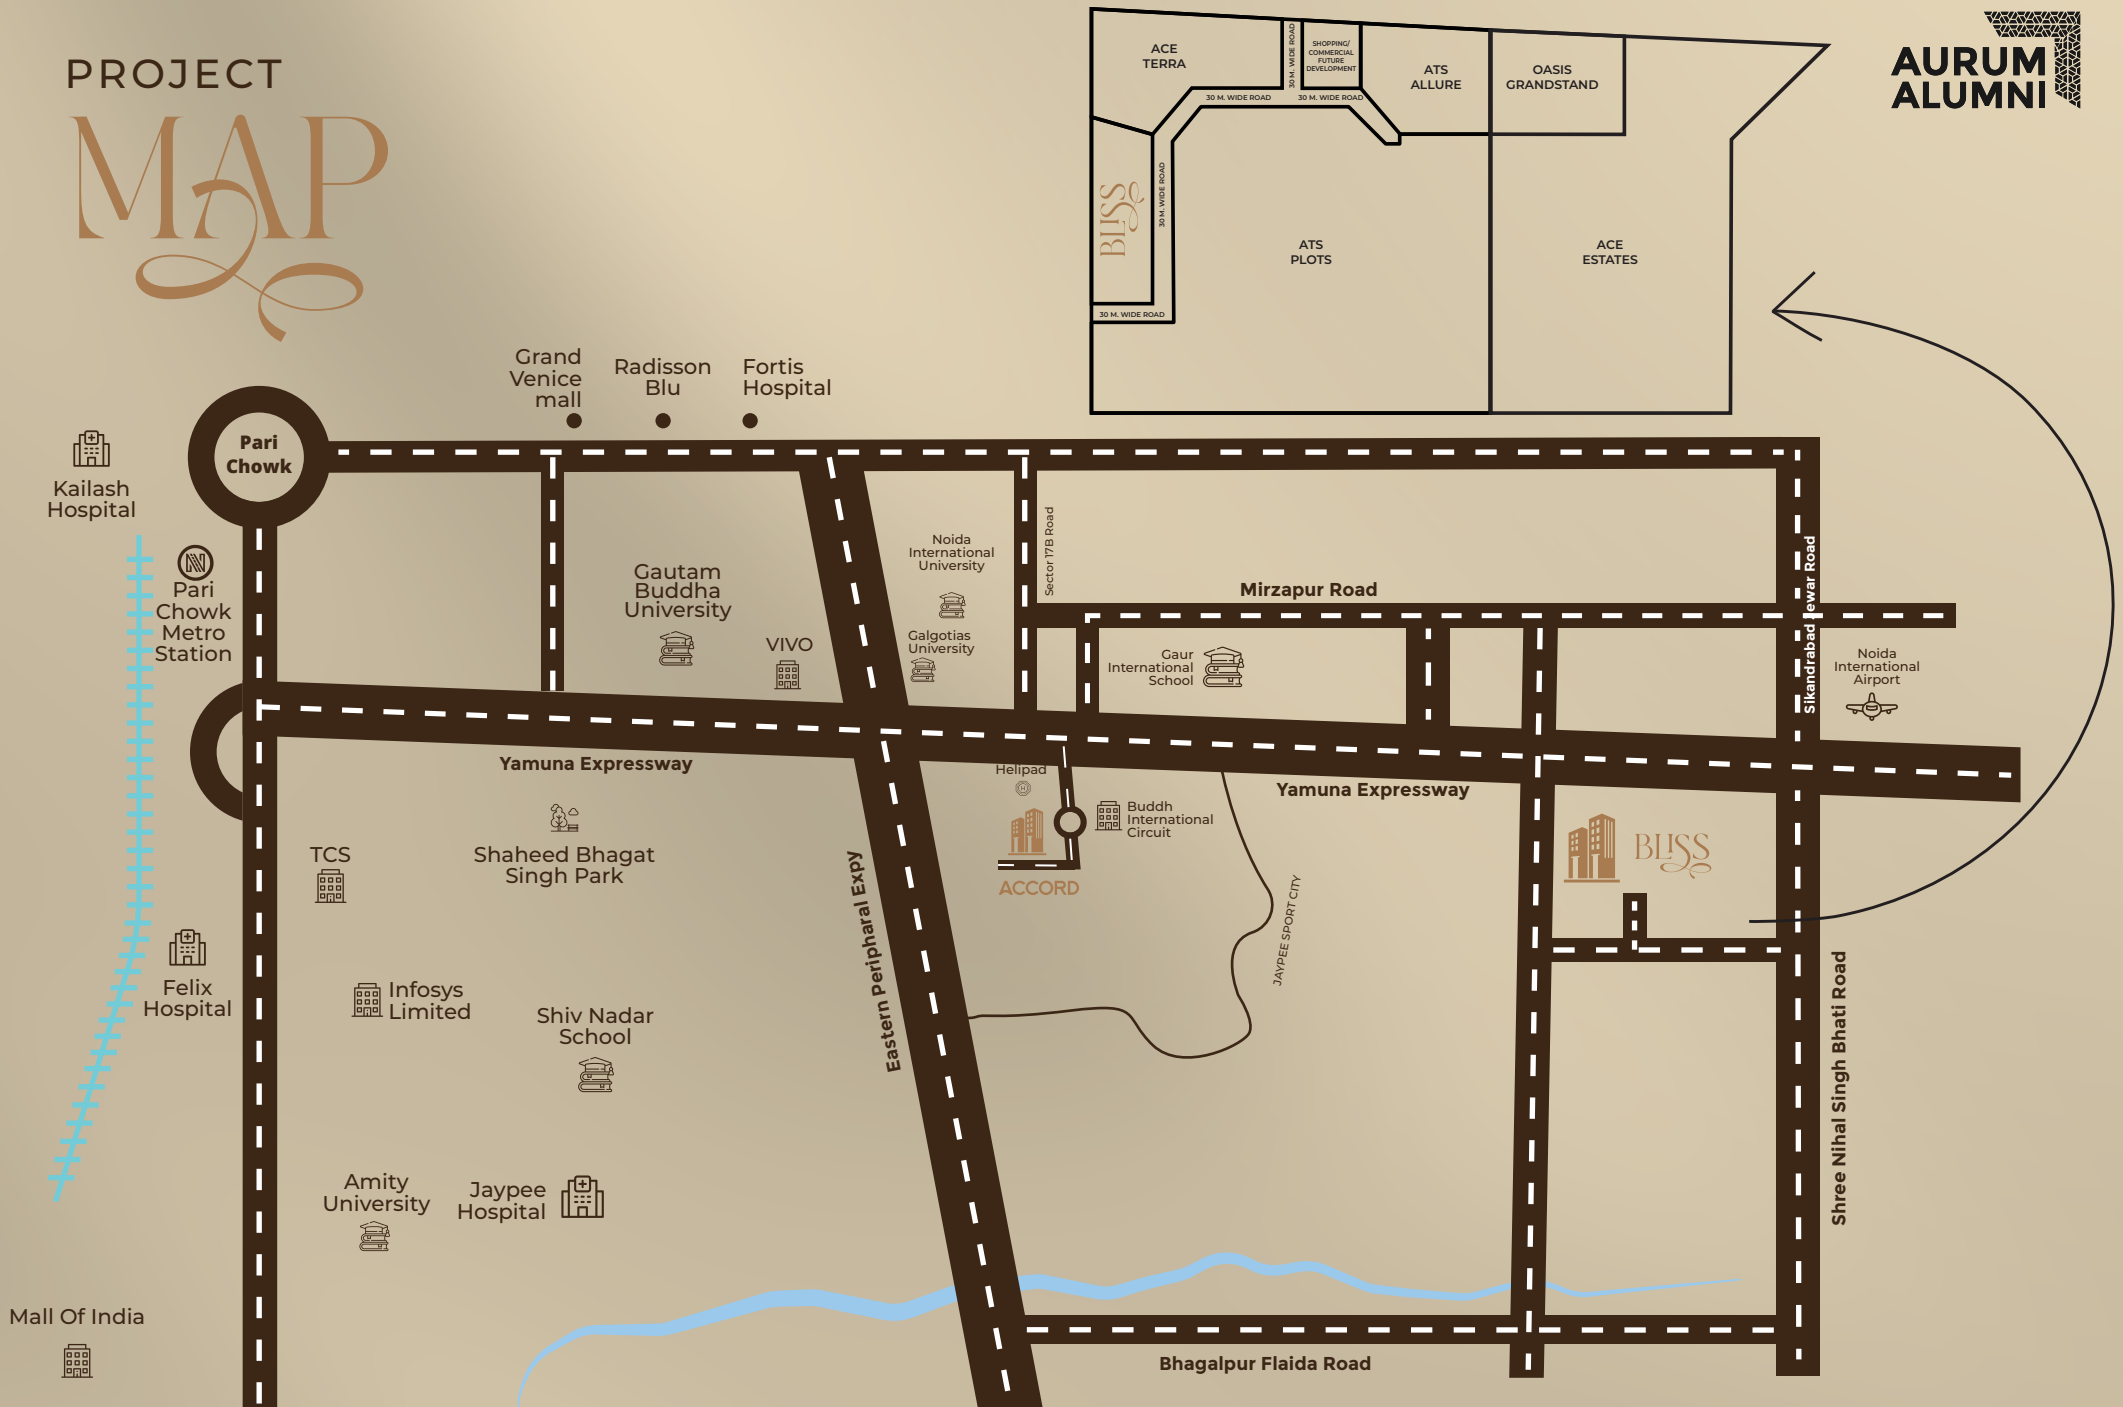 PROJECT
MAP
ACE
TERRA
30 M. WIDE ROAD
SHOPPING/
COMMERCIAL
FUTURE
DEVELOPMENT
ATS
ALLURE
OASIS
GRANDSTAND
AURUM
ALUMNI
30 M. WIDE ROAD
30 M. WIDE ROAD
BLISS
30 M. WIDE ROAD
ATS
PLOTS
ACE
ESTATES
30 M. WIDE ROAD
Grand
Venice
mall
Radisson
Blu
Fortis
Hospital
Pari
Chowk
Kailash
Hospital
Pari
Chowk
Metro
Station
Gautam
Buddha
University
VIVO
Noida
International
University
Galgotias
University
Sector 17B Road
Mirzapur Road
Gaur
International
School
Sikandrabad Jewar Road
Noida
International
Airport
Yamuna Expressway
Helipad
H
Buddh
International
Circuit
ACCORD
Yamuna Expressway
BLISS
TCS
Shaheed Bhagat
Singh Park
Eastern Peripharal Expy
JAYPEE SPORT CITY
Felix
Hospital
Infosys
Limited
Shiv Nadar
School
Shree Nihal Singh Bhati Road
Amity
University
Jaypee
Hospital
Mall Of India
Bhagalpur Flaida Road